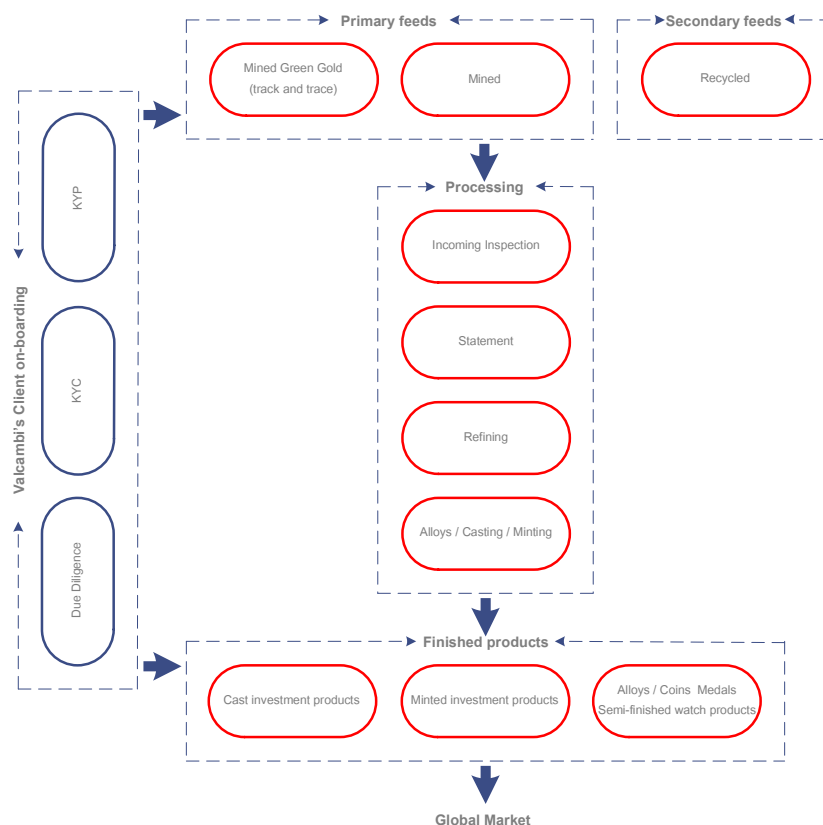 Primary feeds
Secondary feeds
Mined Green Gold
(track and trace)
Mined
Recycled
Valcambi's Client on-boarding
KYP
KYC
Due Diligence
Processing
Incoming Inspection
Statement
Refining
Alloys / Casting / Minting
Finished products
Cast investment products
Minted investment products
Alloys / Coins Medals
Semi-finished watch products
Global Market